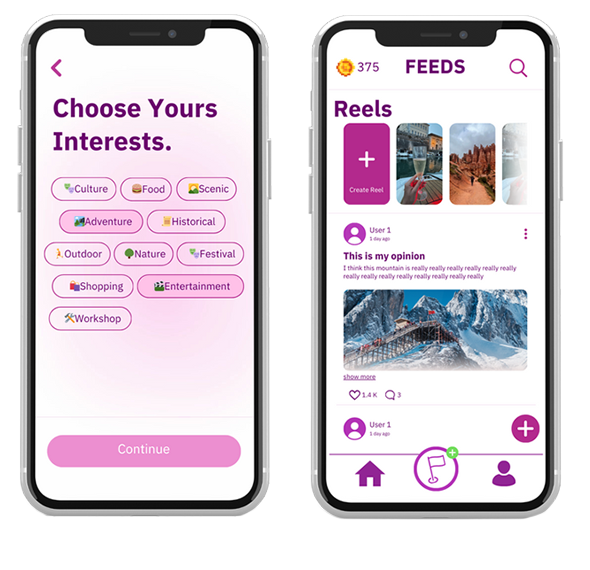 Choose Yours
Interests.
Culture
Food
Scenic
Adventure
Historical
Outdoor
Nature
Festival
Shopping
Entertainment
Workshop
Continue
375
FEEDS
Reels
Create Reel
User 1
1 day ago
This is my opinion
I think this mountain is really really really really really really
really really really really really really really
show more
1.4 K
3
User 1
1 day ago